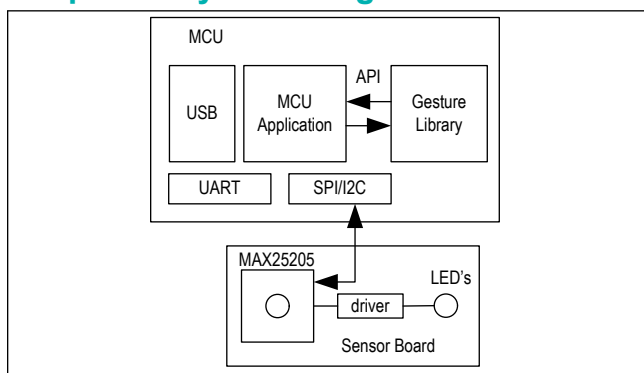 MCU
API
USB
MCU
Application
Gesture
Library
UART
SPI/I2C
MAX25205
LED's
driver
Sensor Board